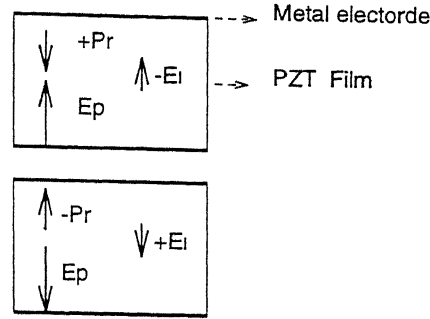 Metal electorde
+Pr
-EI
PZT Film
Ep
-Pr
+EI
Ep